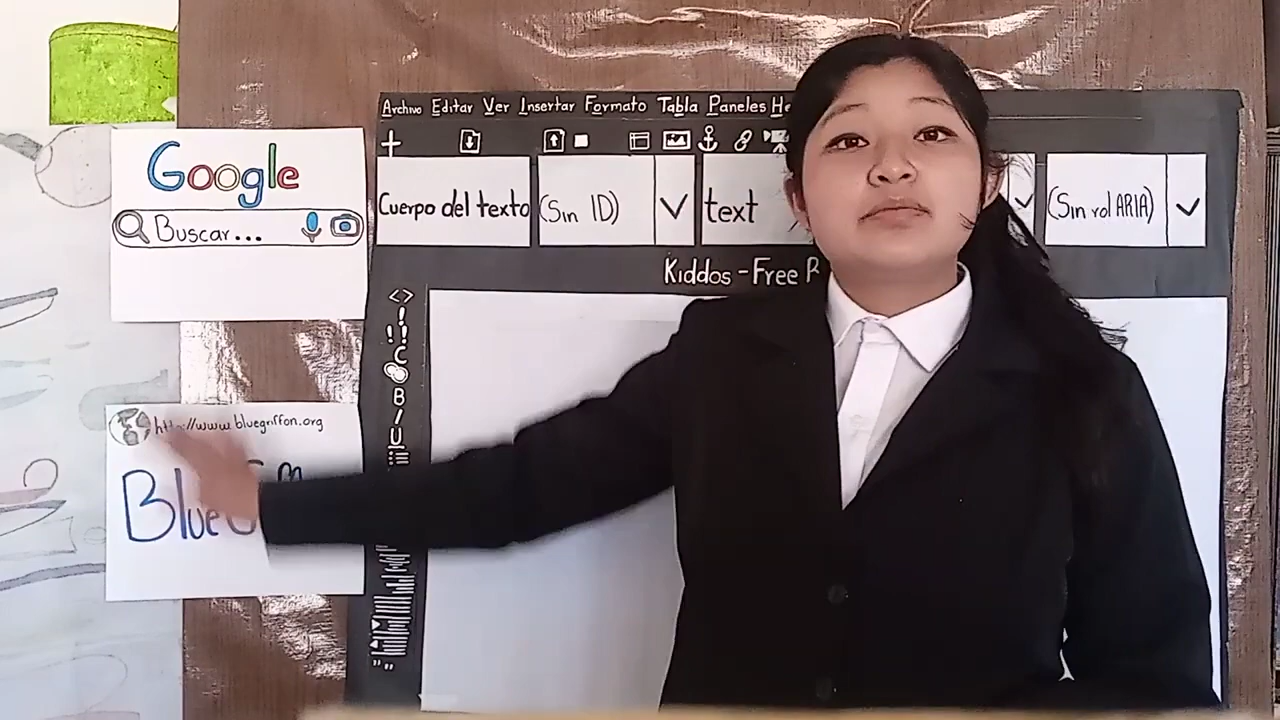 Archivo Editar Ver Insertar Formato Tabla Paneles
Cuerpo del texto (Sin ID) text (Sin rol ARIA)
Kiddos - Free
Google
Buscar...
http://www.bluegriffon.org
Blue
<>
!
!!
C
B
I
U